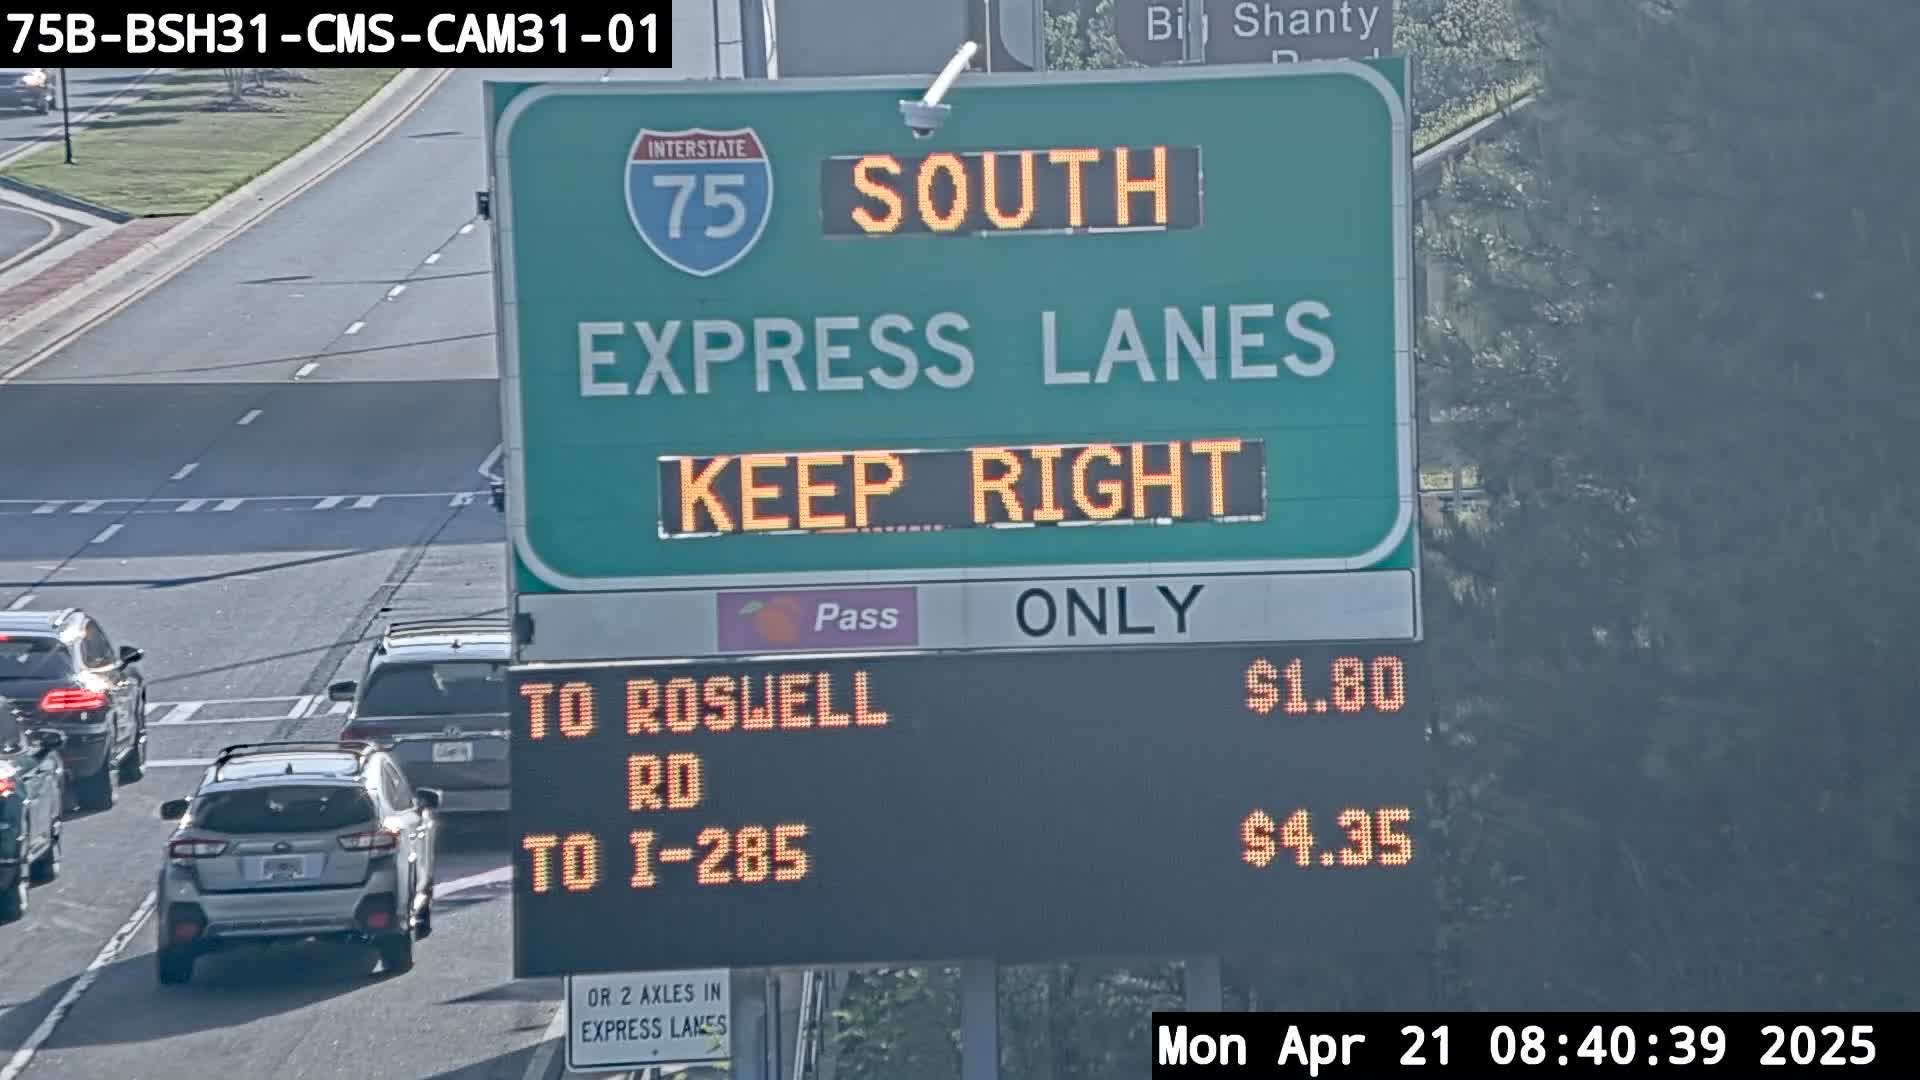 75B-BSH31-CMS-CAM31-01
Big Shanty
Road
INTERSTATE
75
SOUTH
EXPRESS LANES
KEEP RIGHT
Pass ONLY
TO ROSWELL $1.80
RD
TO I-285 $4.35
OR 2 AXLES IN
EXPRESS LANES
Mon Apr 21 08:40:39 2025